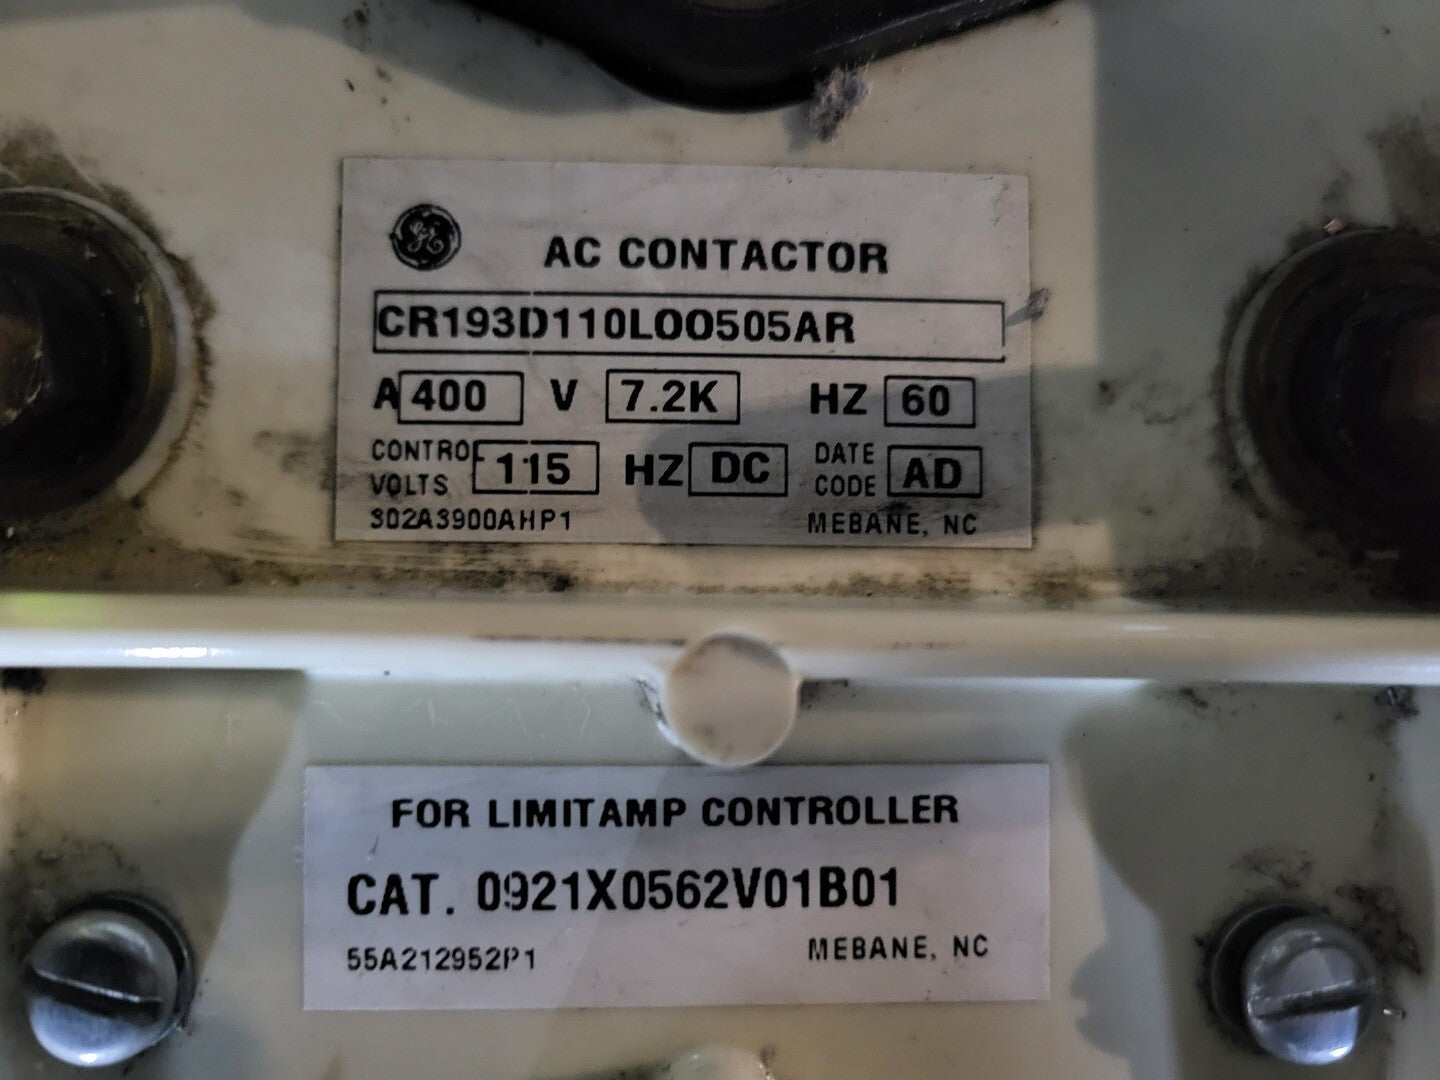 GE
AC CONTACTOR
CR193D110L00505AR
A 400 V 7.2K HZ 60
CONTROL VOLTS 115 HZ DC DATE CODE AD
302A3900AHP1 MEBANE, NC
FOR LIMITAMP CONTROLLER
CAT. 0921X0562V01B01
55A212952P1 MEBANE, NC